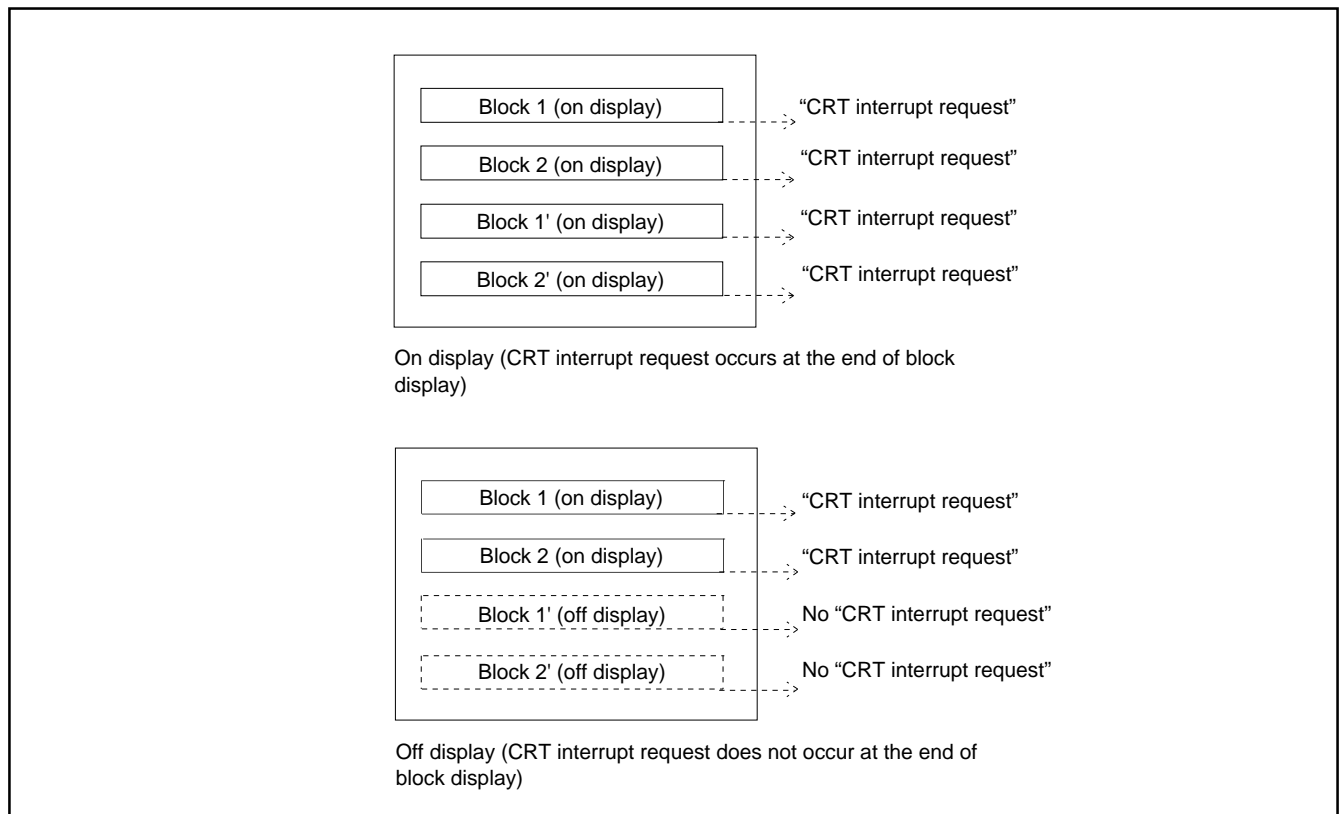 Block 1 (on display)
“CRT interrupt request”
Block 2 (on display)
“CRT interrupt request”
Block 1' (on display)
“CRT interrupt request”
Block 2' (on display)
“CRT interrupt request”
On display (CRT interrupt request occurs at the end of block
display)
Block 1 (on display)
“CRT interrupt request”
Block 2 (on display)
“CRT interrupt request”
Block 1' (off display)
No “CRT interrupt request”
Block 2' (off display)
No “CRT interrupt request”
Off display (CRT interrupt request does not occur at the end of
block display)